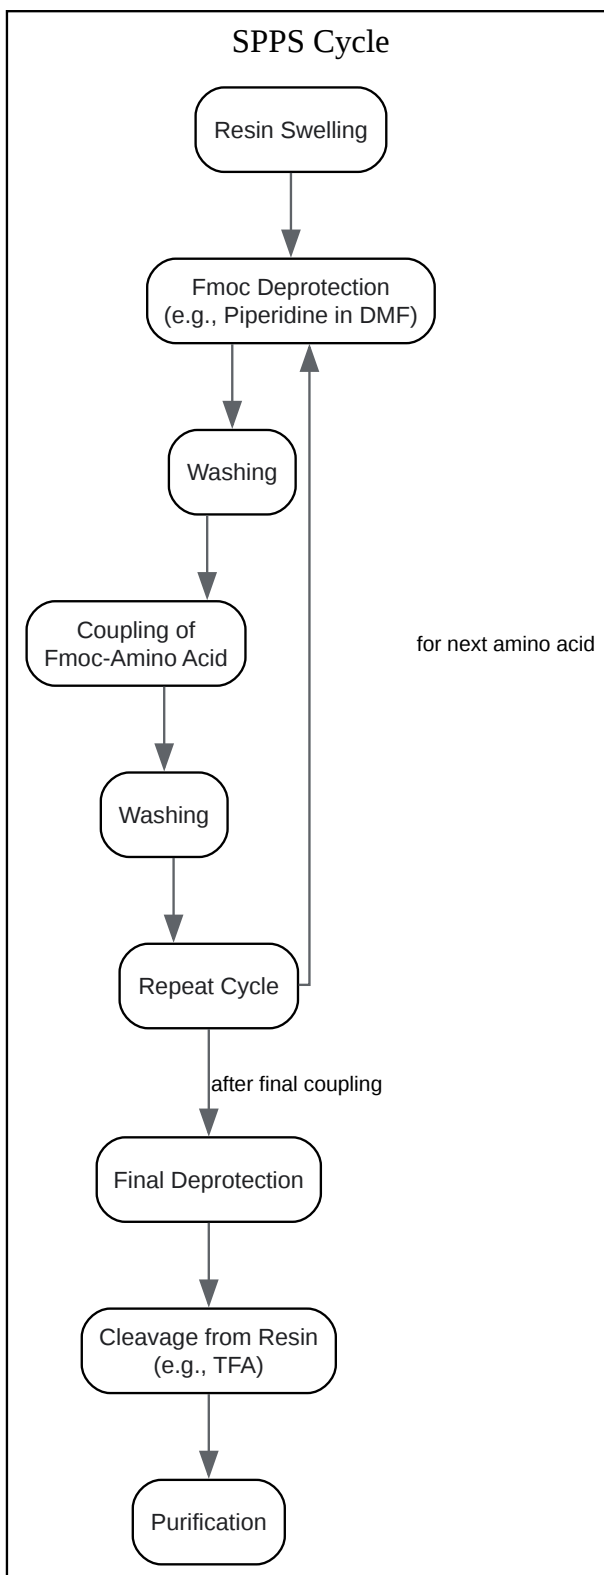 SPPS Cycle
Resin Swelling
Fmoc Deprotection
(e.g., Piperidine in DMF)
Washing
Coupling of
Fmoc-Amino Acid
for next amino acid
Washing
Repeat Cycle
after final coupling
Final Deprotection
Cleavage from Resin
(e.g., TFA)
Purification